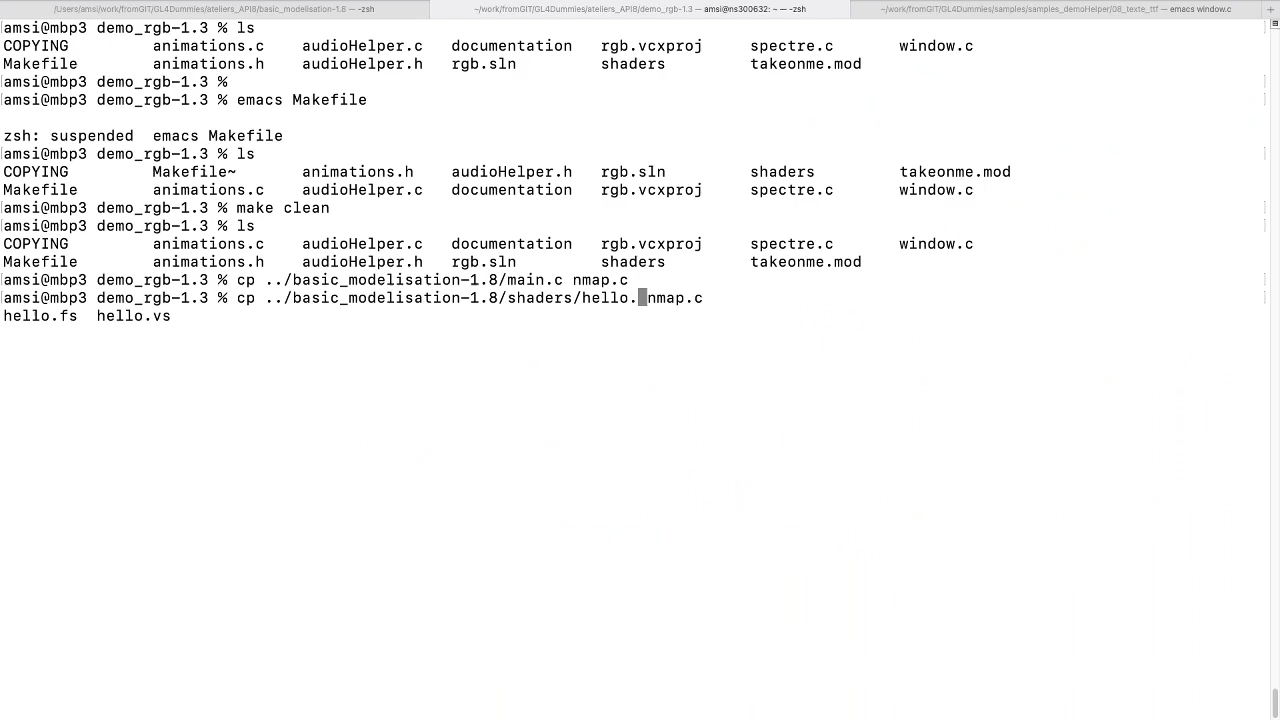 /Users/amsi/work/fromGIT/GL4Dummies/ateliers_API8/basic_modelisation-1.8 — -zsh
~/work/fromGIT/GL4Dummies/ateliers_API8/demo_rgb-1.3 — amsi@ns300632: ~ — -zsh
~/work/fromGIT/GL4Dummies/samples/samples_demoHelper/08_texte_ttf — emacs window.c
+
amsi@mbp3 demo_rgb-1.3 % ls
COPYING animations.c audioHelper.c documentation rgb.vcxproj spectre.c window.c
Makefile animations.h audioHelper.h rgb.sln shaders takeonme.mod
amsi@mbp3 demo_rgb-1.3 %
amsi@mbp3 demo_rgb-1.3 % emacs Makefile
zsh: suspended  emacs Makefile
amsi@mbp3 demo_rgb-1.3 % ls
COPYING Makefile~ animations.h audioHelper.h rgb.sln shaders takeonme.mod
Makefile animations.c audioHelper.c documentation rgb.vcxproj spectre.c window.c
amsi@mbp3 demo_rgb-1.3 % make clean
amsi@mbp3 demo_rgb-1.3 % ls
COPYING animations.c audioHelper.c documentation rgb.vcxproj spectre.c window.c
Makefile animations.h audioHelper.h rgb.sln shaders takeonme.mod
amsi@mbp3 demo_rgb-1.3 % cp ../basic_modelisation-1.8/main.c nmap.c
amsi@mbp3 demo_rgb-1.3 % cp ../basic_modelisation-1.8/shaders/hello. nmap.c
hello.fs  hello.vs